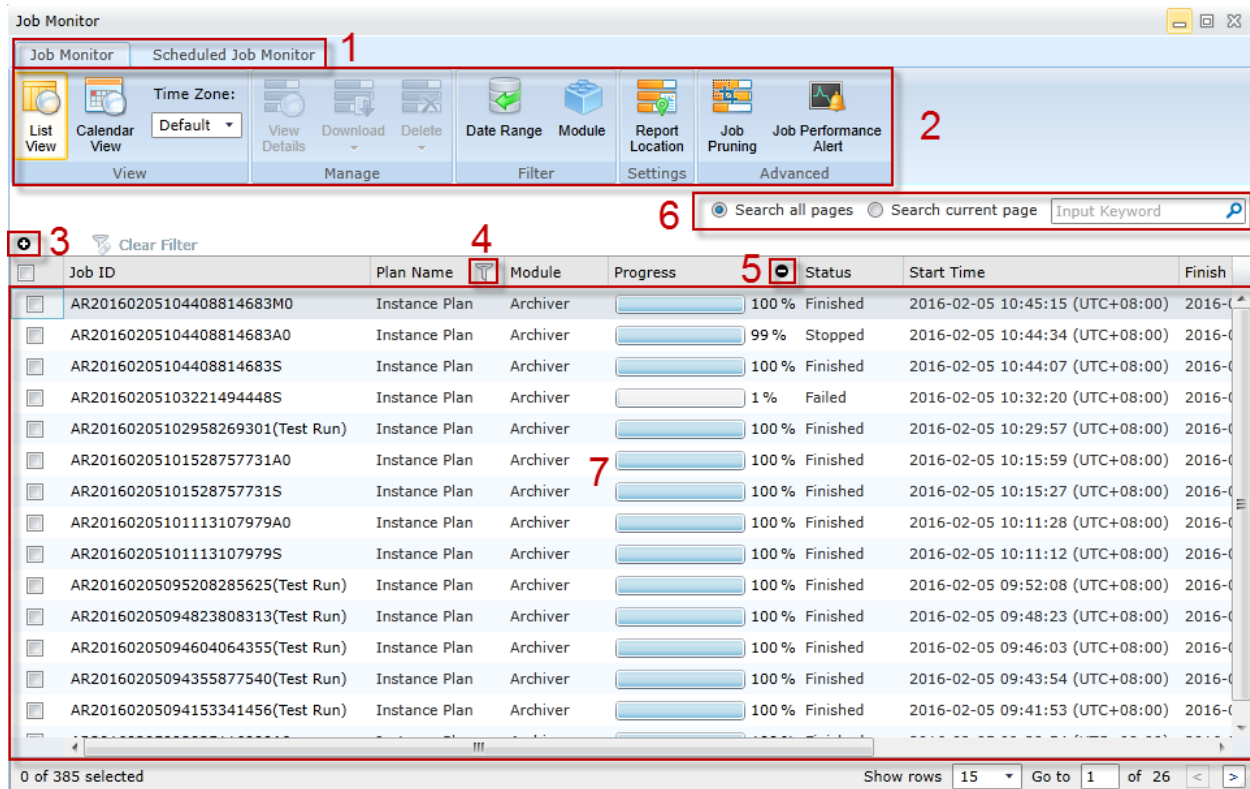 Job Monitor
Job Monitor Scheduled Job Monitor 1
List View
Calendar View
Time Zone:
Default
View
View Details
Download
Delete
Manage
Date Range
Module
Filter
Report Location
Settings
Job Pruning
Job Performance Alert
Advanced
2
6 Search all pages Search current page Input Keyword
3 Clear Filter 4 5
Job ID Plan Name Module Progress Status Start Time Finish
AR20160205104408814683M0 Instance Plan Archiver 100 % Finished 2016-02-05 10:45:15 (UTC+08:00)
AR20160205104408814683A0 Instance Plan Archiver 99 % Stopped 2016-02-05 10:44:34 (UTC+08:00)
AR20160205104408814683S Instance Plan Archiver 100 % Finished 2016-02-05 10:44:07 (UTC+08:00)
AR20160205103221494448S Instance Plan Archiver 1 % Failed 2016-02-05 10:32:20 (UTC+08:00)
AR20160205102958269301(Test Run) Instance Plan Archiver 100 % Finished 2016-02-05 10:29:57 (UTC+08:00)
AR20160205101528757731A0 Instance Plan Archiver 7 100 % Finished 2016-02-05 10:15:59 (UTC+08:00)
AR20160205101528757731S Instance Plan Archiver 100 % Finished 2016-02-05 10:15:27 (UTC+08:00)
AR20160205101113107979A0 Instance Plan Archiver 100 % Finished 2016-02-05 10:11:28 (UTC+08:00)
AR20160205101113107979S Instance Plan Archiver 100 % Finished 2016-02-05 10:11:12 (UTC+08:00)
AR20160205095208285625(Test Run) Instance Plan Archiver 100 % Finished 2016-02-05 09:52:08 (UTC+08:00)
AR20160205094823808313(Test Run) Instance Plan Archiver 100 % Finished 2016-02-05 09:48:23 (UTC+08:00)
AR20160205094604064355(Test Run) Instance Plan Archiver 100 % Finished 2016-02-05 09:46:03 (UTC+08:00)
AR20160205094355877540(Test Run) Instance Plan Archiver 100 % Finished 2016-02-05 09:43:54 (UTC+08:00)
AR20160205094153341456(Test Run) Instance Plan Archiver 100 % Finished 2016-02-05 09:41:53 (UTC+08:00)
0 of 385 selected Show rows 15 Go to 1 of 26 < >